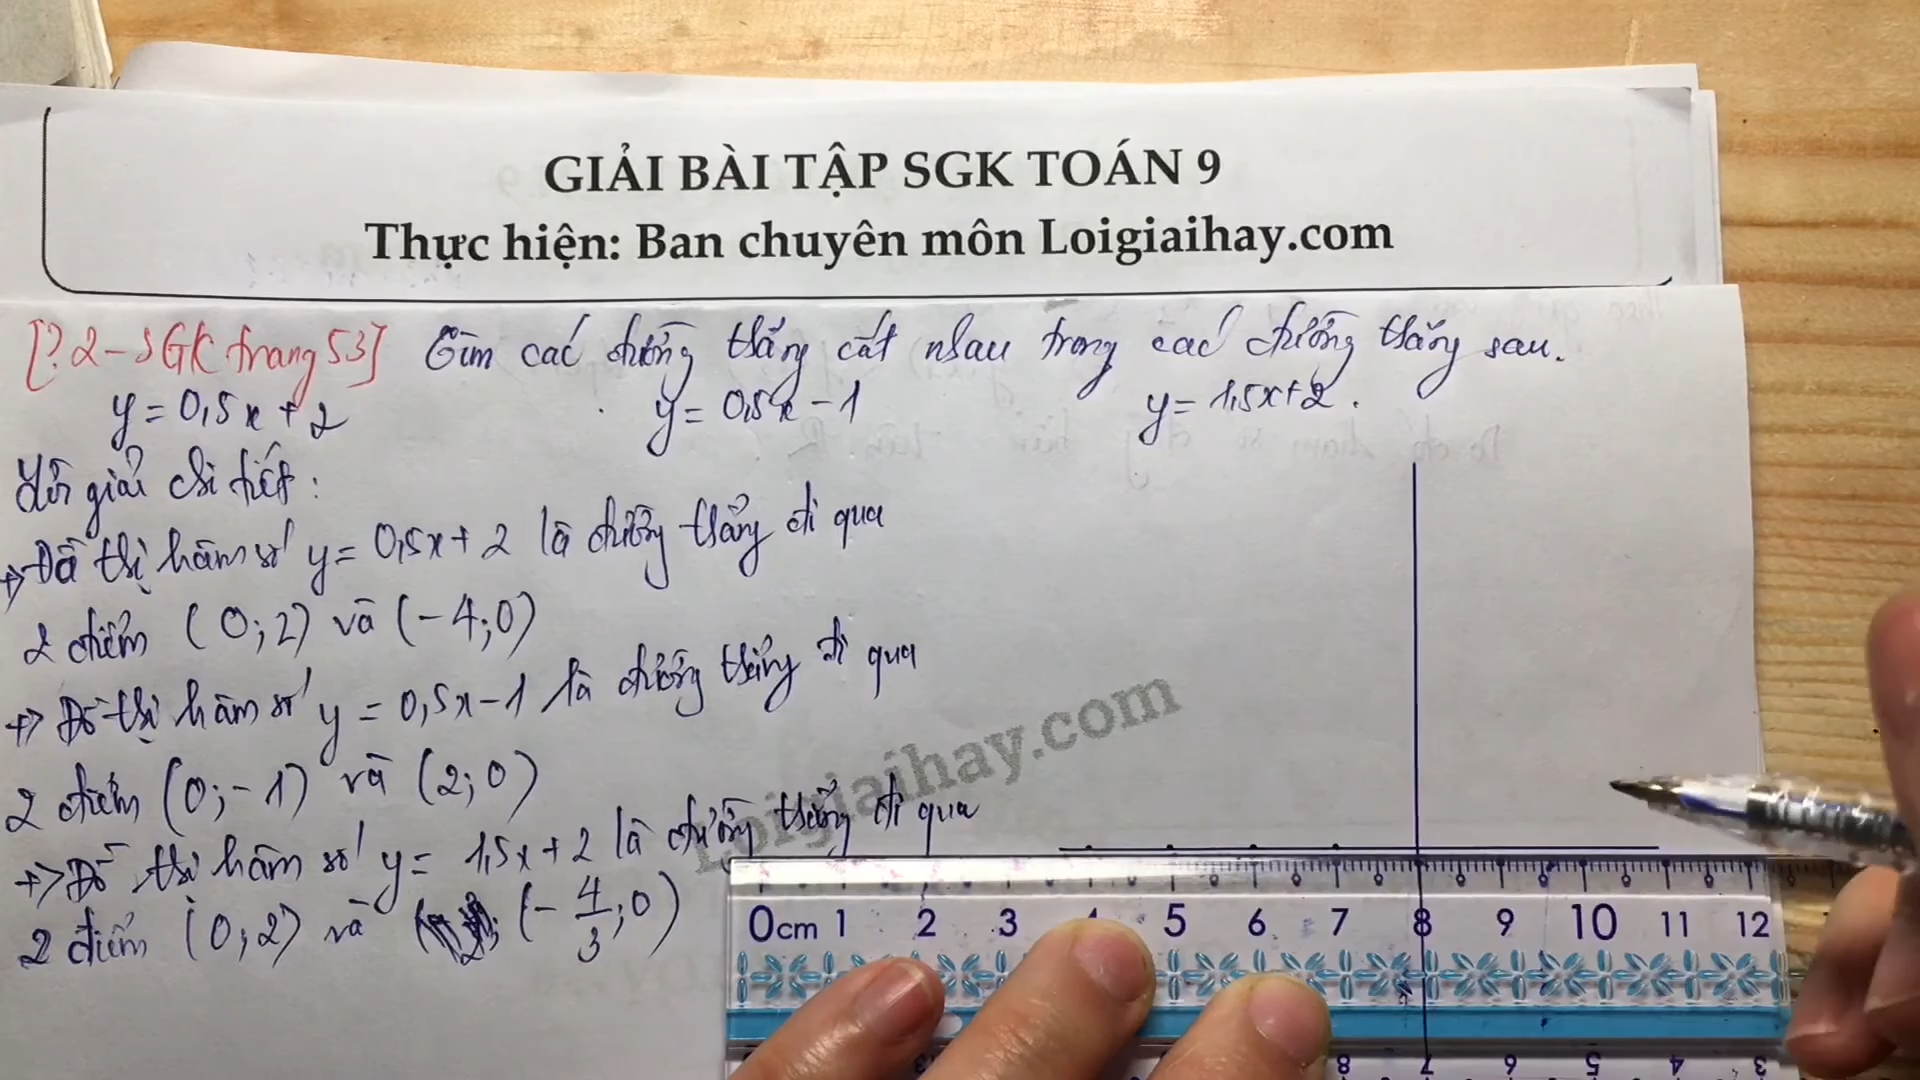 GIẢI BÀI TẬP SGK TOÁN 9
Thực hiện: Ban chuyên môn Loigiaihay.com
[?2-SGK trang 53] Tìm các đường thẳng cắt nhau trong các đường thẳng sau.
y = 0,5x + 2 y = 0,5x - 1 y = 1,5x + 2.
Lời giải chi tiết:
+> Đồ thị hàm số y = 0,5x + 2 là đường thẳng đi qua
2 điểm (0; 2) và (-4; 0)
+> Đồ thị hàm số y = 0,5x - 1 là đường thẳng đi qua
2 điểm (0; -1) và (2; 0)
+> Đồ thị hàm số y = 1,5x + 2 là đường thẳng đi qua
2 điểm (0; 2) và (-4/3; 0)
Loigiaihay.com
0cm 1 2 3 4 5 6 7 8 9 10 11 12
8 7 6 5 4 3